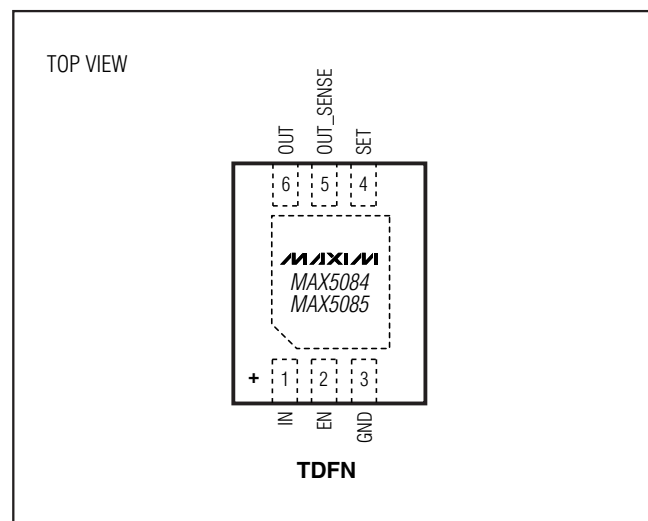 TOP VIEW
OUT
OUT_SENSE
SET
6 5 4
MAXIM
MAX5084
MAX5085
+ 1 2 3
IN
EN
GND
TDFN